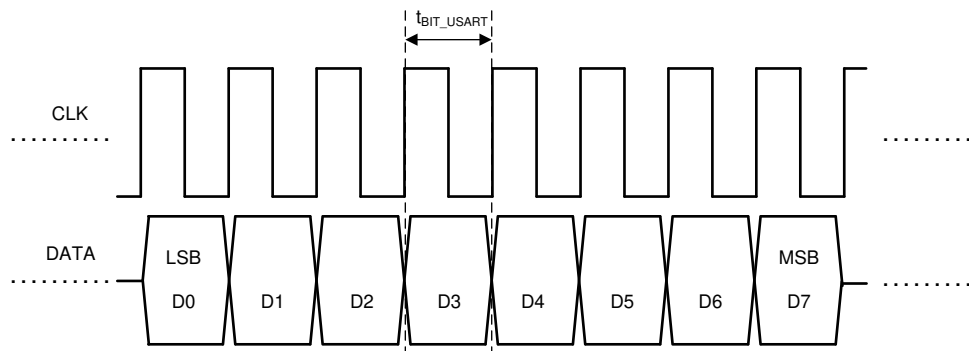 tBIT_USART
CLK
DATA
LSB
MSB
D0 D1 D2 D3 D4 D5 D6 D7